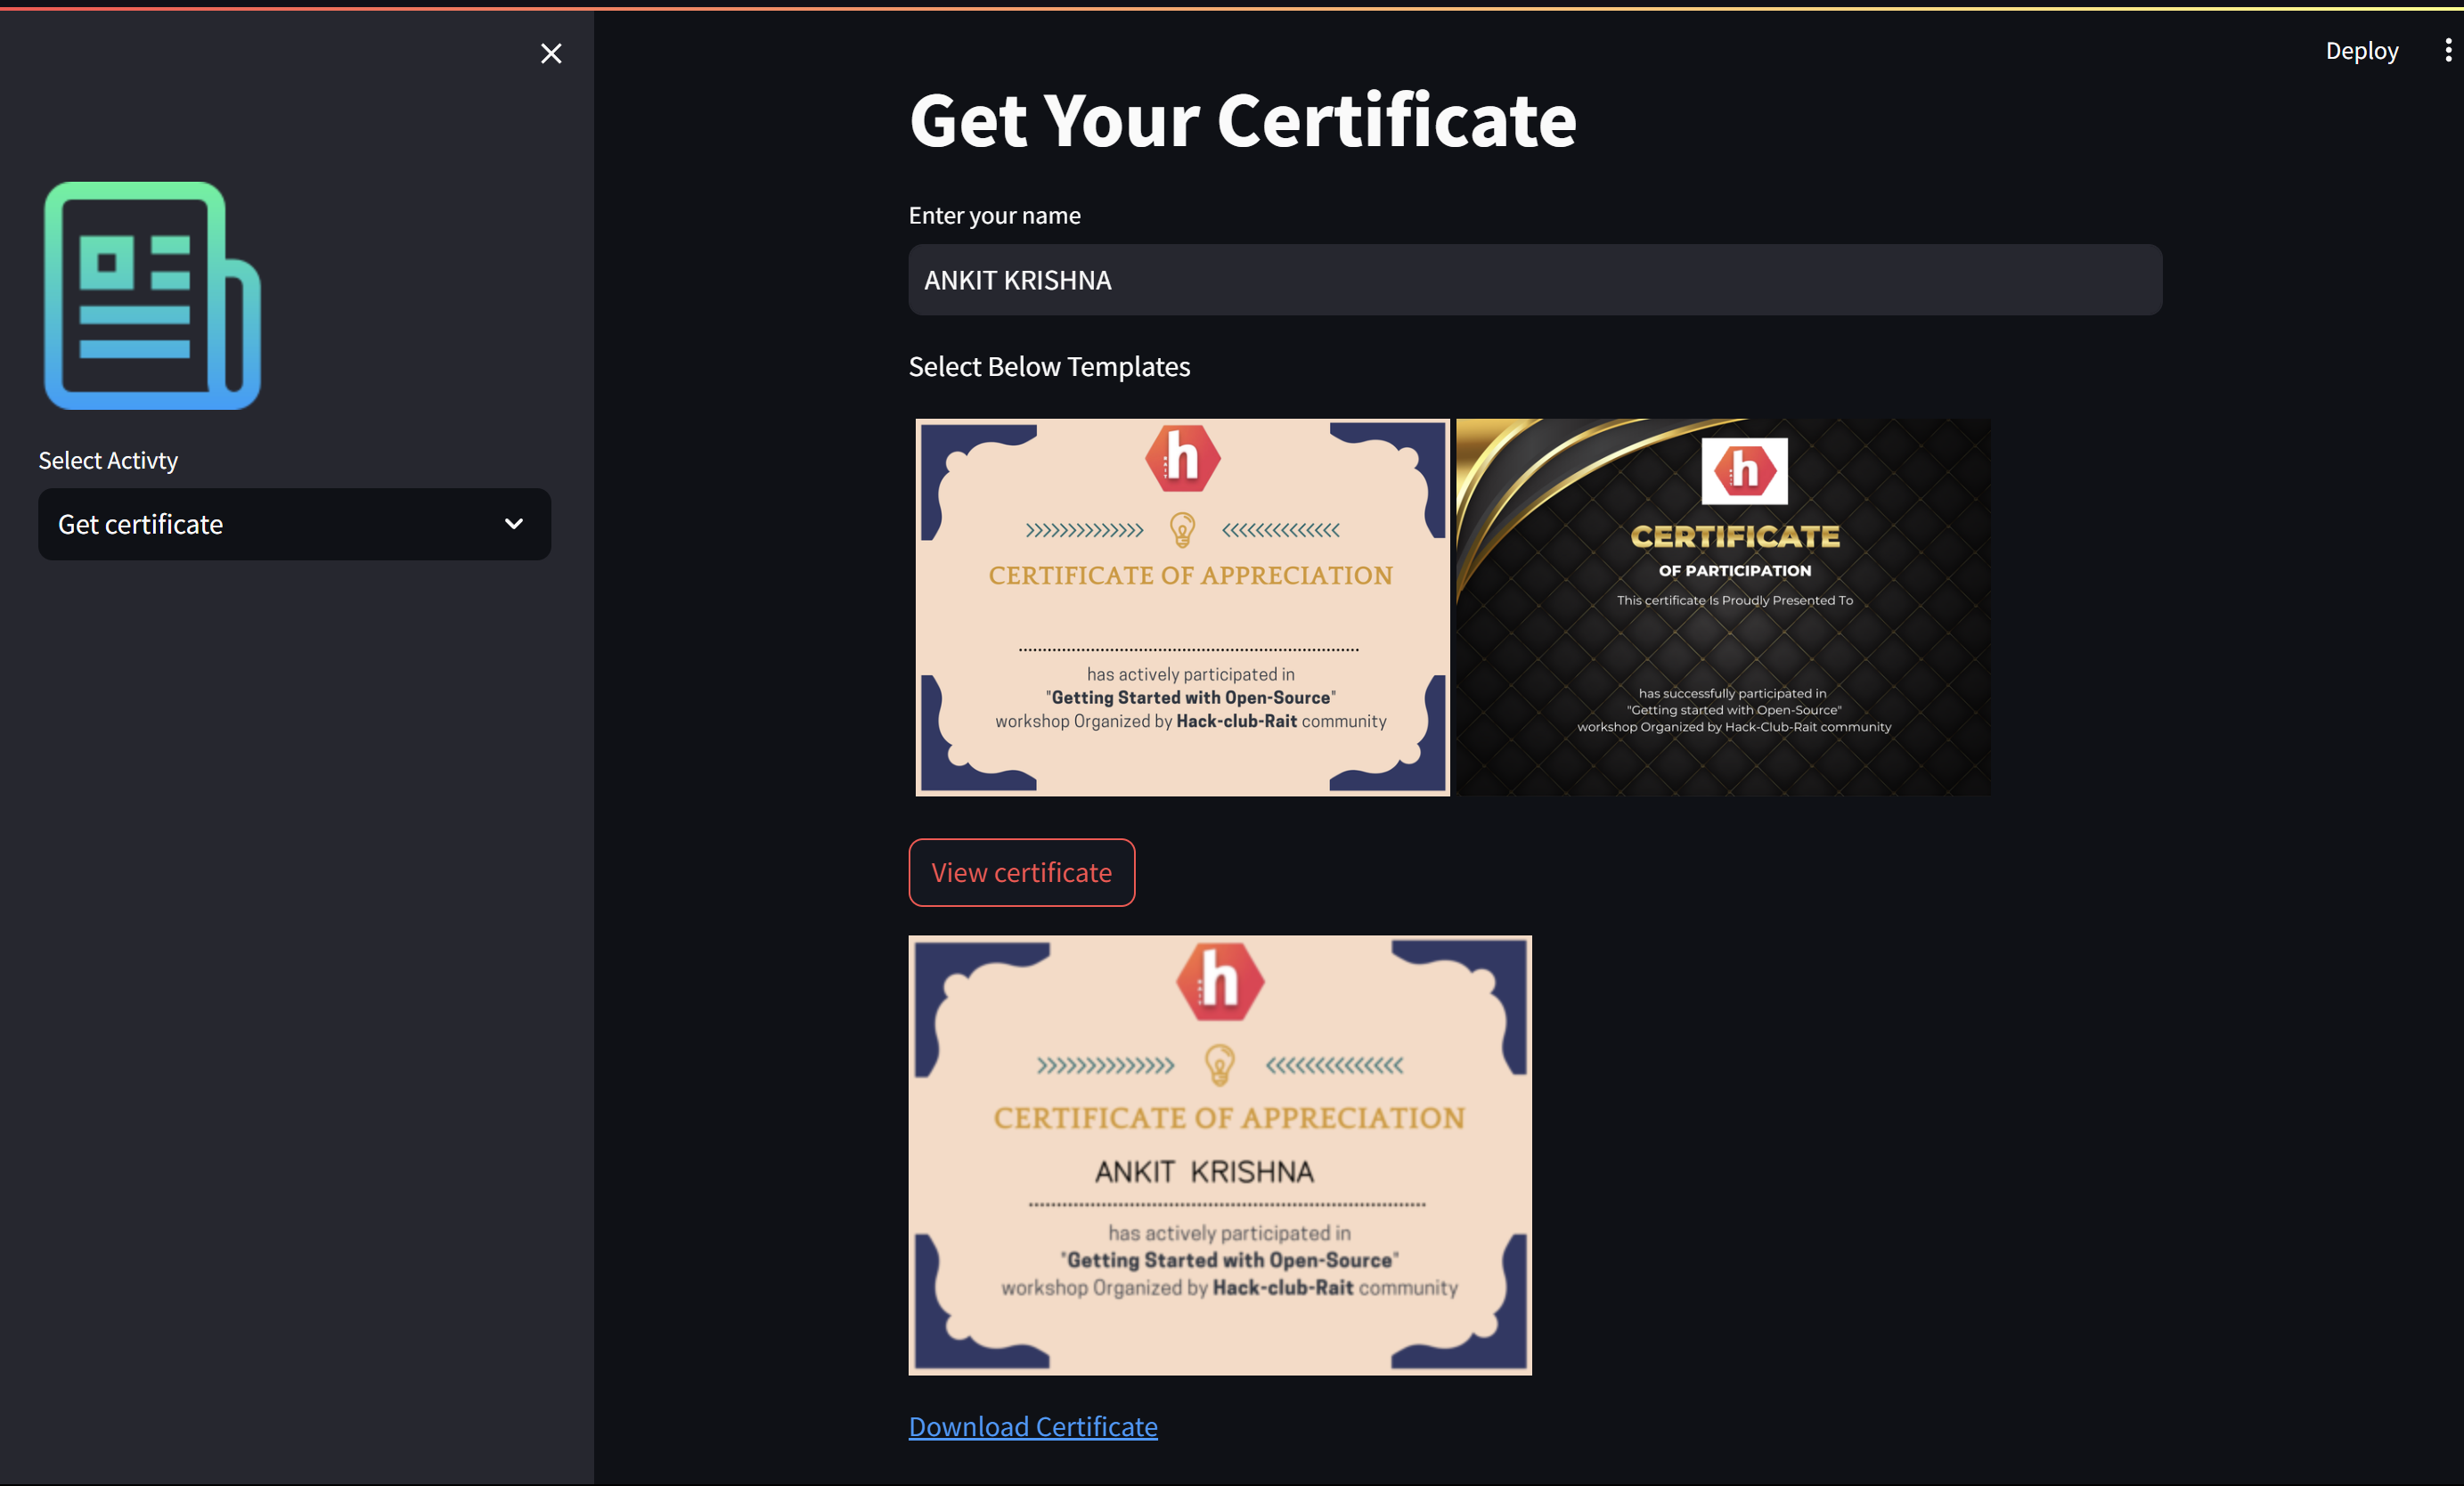 Deploy
Get Your Certificate
Enter your name
ANKIT KRISHNA
Select Activty
Get certificate
Select Below Templates
h
CERTIFICATE OF APPRECIATION
has actively participated in
"Getting Started with Open-Source"
workshop Organized by Hack-club-Rait community
h
CERTIFICATE
OF PARTICIPATION
This certificate Is Proudly Presented To
has successfully participated in
"Getting started with Open-Source"
workshop Organized by Hack-Club-Rait community
View certificate
h
CERTIFICATE OF APPRECIATION
ANKIT KRISHNA
has actively participated in
"Getting Started with Open-Source"
workshop Organized by Hack-club-Rait community
Download Certificate